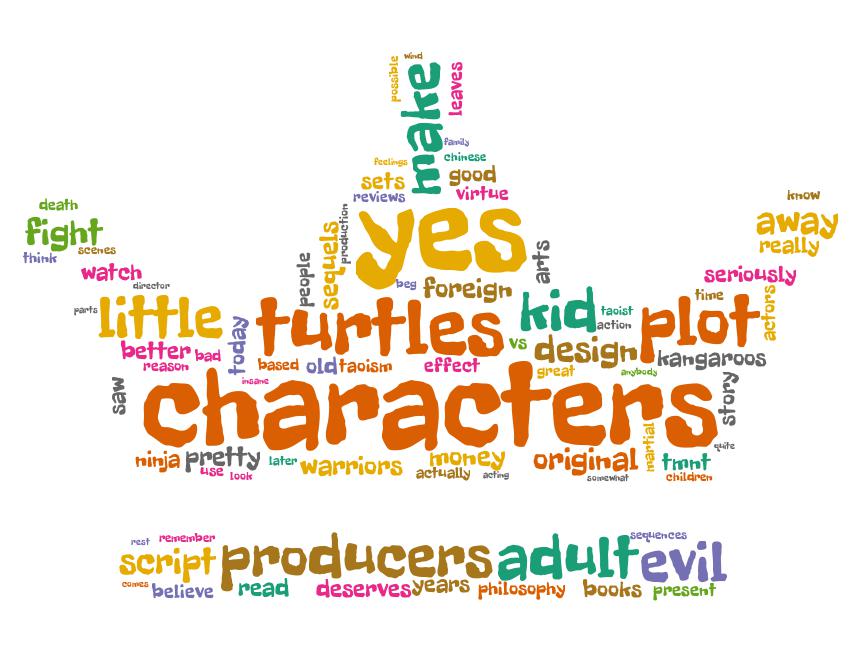 wind
possible
make
leaves
family
feelings
chinese
sets
good
reviews
virtue
death
know
fight
yes
away
think
scenes
production
sequels
arts
really
watch
people
seriously
director
beg
foreign
time
actors
parts
little
today
turtles
kid
taoist
action
plot
better
bad
vs
design
kangaroos
reason
based
old
taoism
effect
great
anybody
saw
insane
characters
story
martial
quite
ninja
pretty
later
warriors
money
original
tmnt
use
look
actually
acting
somewhat
children
rest
remember
sequences
script
producers
adult
evil
comes
believe
read
deserves
years
philosophy
books
present